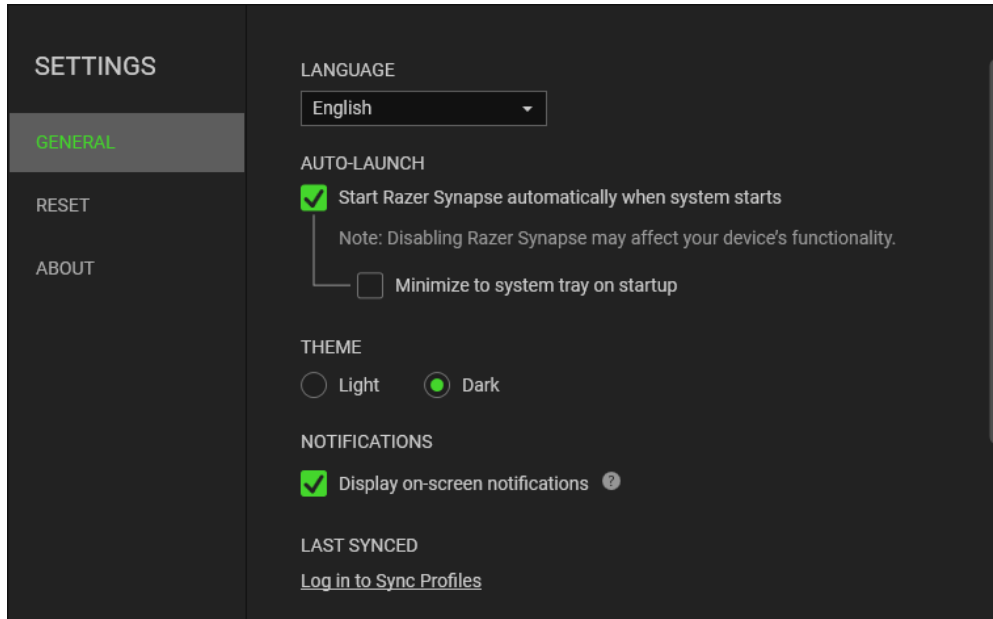 SETTINGS
GENERAL
RESET
ABOUT
LANGUAGE
English
AUTO-LAUNCH
Start Razer Synapse automatically when system starts
Note: Disabling Razer Synapse may affect your device’s functionality.
Minimize to system tray on startup
THEME
Light Dark
NOTIFICATIONS
Display on-screen notifications ?
LAST SYNCED
Log in to Sync Profiles